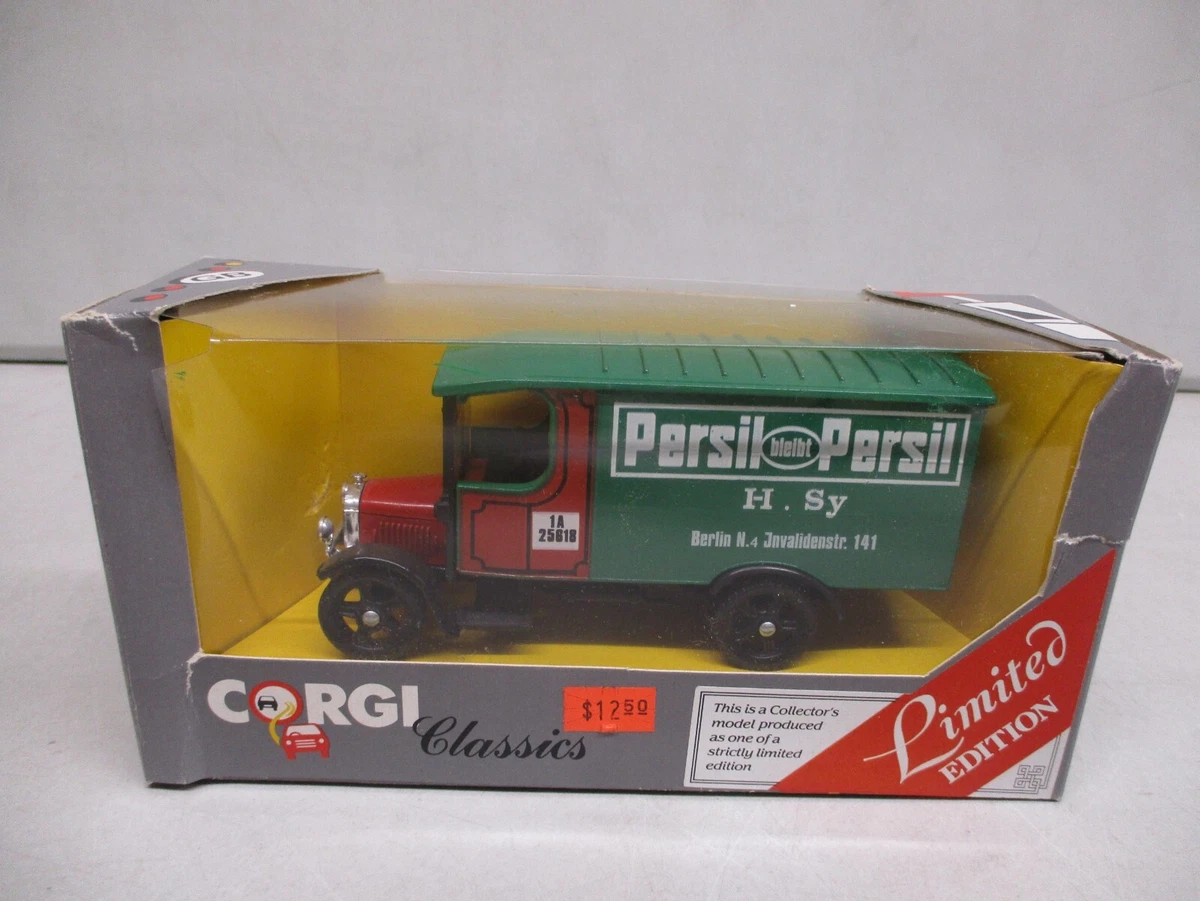 Persil bleibt Persil
H. Sy
Berlin N.4 Jnvalidenstr. 141
1A
25618
CORGI
Classics
$12.50
This is a Collector's
model produced
as one of a
strictly limited
edition
Limited
EDITION